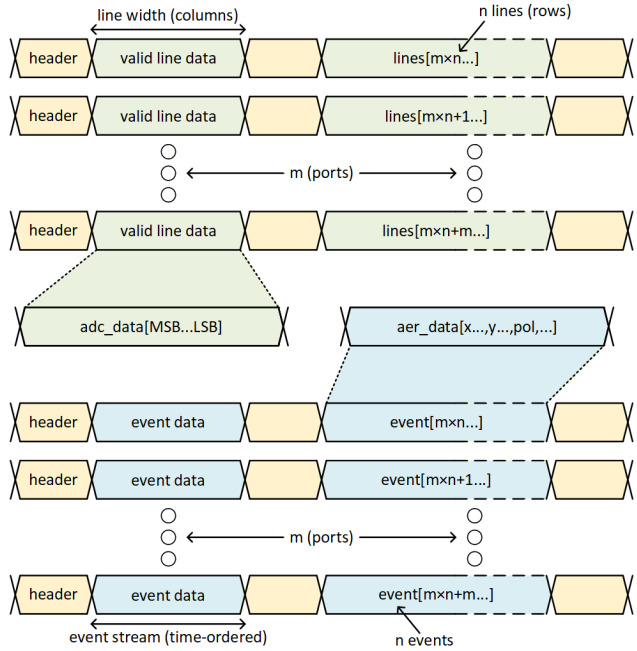 line width (columns)
n lines (rows)
header
valid line data
lines[m×n...]
header
valid line data
lines[m×n+1...]
m (ports)
header
valid line data
lines[m×n+m...]
adc_data[MSB...LSB]
aer_data[x...,y...,pol,...]
header
event data
event[m×n...]
header
event data
event[m×n+1...]
m (ports)
header
event data
event[m×n+m...]
event stream (time-ordered)
n events